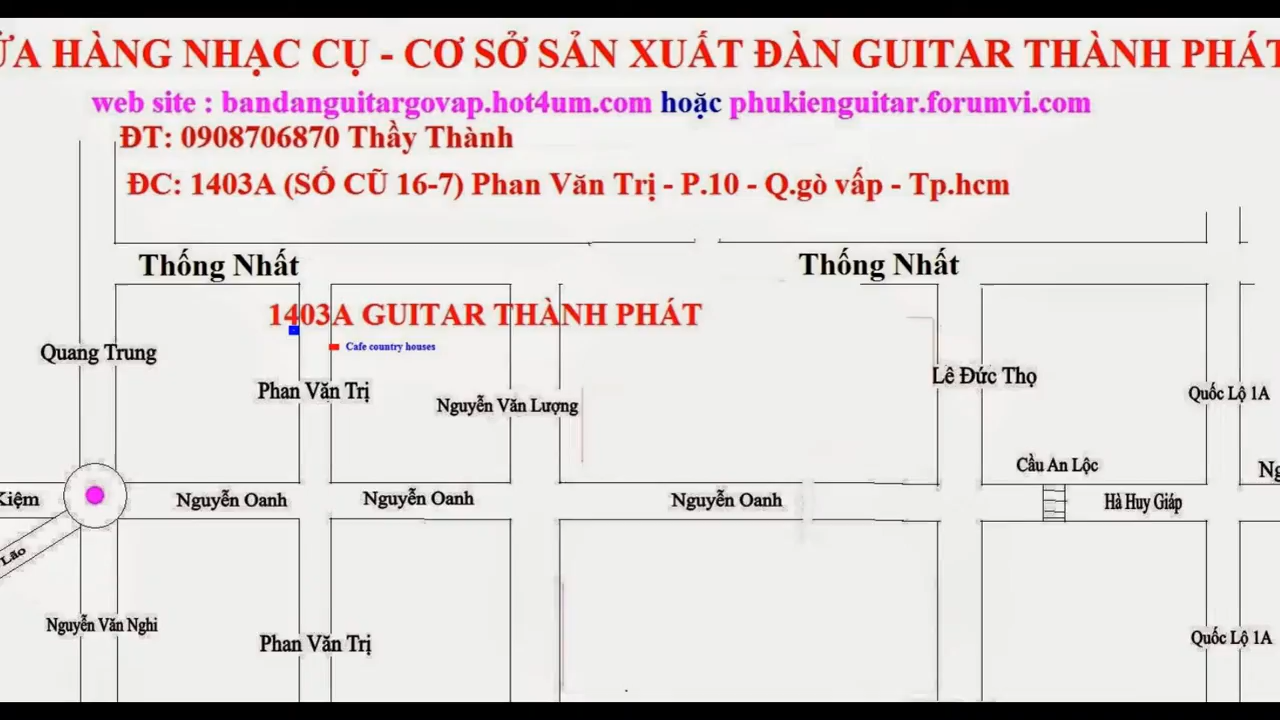 ỬA HÀNG NHẠC CỤ - CƠ SỞ SẢN XUẤT ĐÀN GUITAR THÀNH PHÁT
web site : bandanguitargovap.hot4um.com hoặc phukienguitar.forumvi.com
ĐT: 0908706870 Thầy Thành
ĐC: 1403A (SỐ CŨ 16-7) Phan Văn Trị - P.10 - Q.gò vấp - Tp.hcm
Thống Nhất
Thống Nhất
1403A GUITAR THÀNH PHÁT
Cafe country houses
Quang Trung
Phan Văn Trị
Nguyễn Văn Lượng
Lê Đức Thọ
Quốc Lộ 1A
Cầu An Lộc
Kiệm
Nguyễn Oanh
Nguyễn Oanh
Nguyễn Oanh
Hà Huy Giáp
Lão
Nguyễn Văn Nghi
Phan Văn Trị
Quốc Lộ 1A